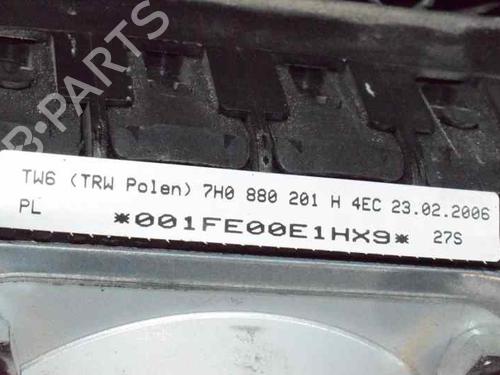 B-PARTS
TW6 (TRW Polen) 7H0 880 201 H 4EC 23.02.2006
PL *001FE00E1HX9* 27S